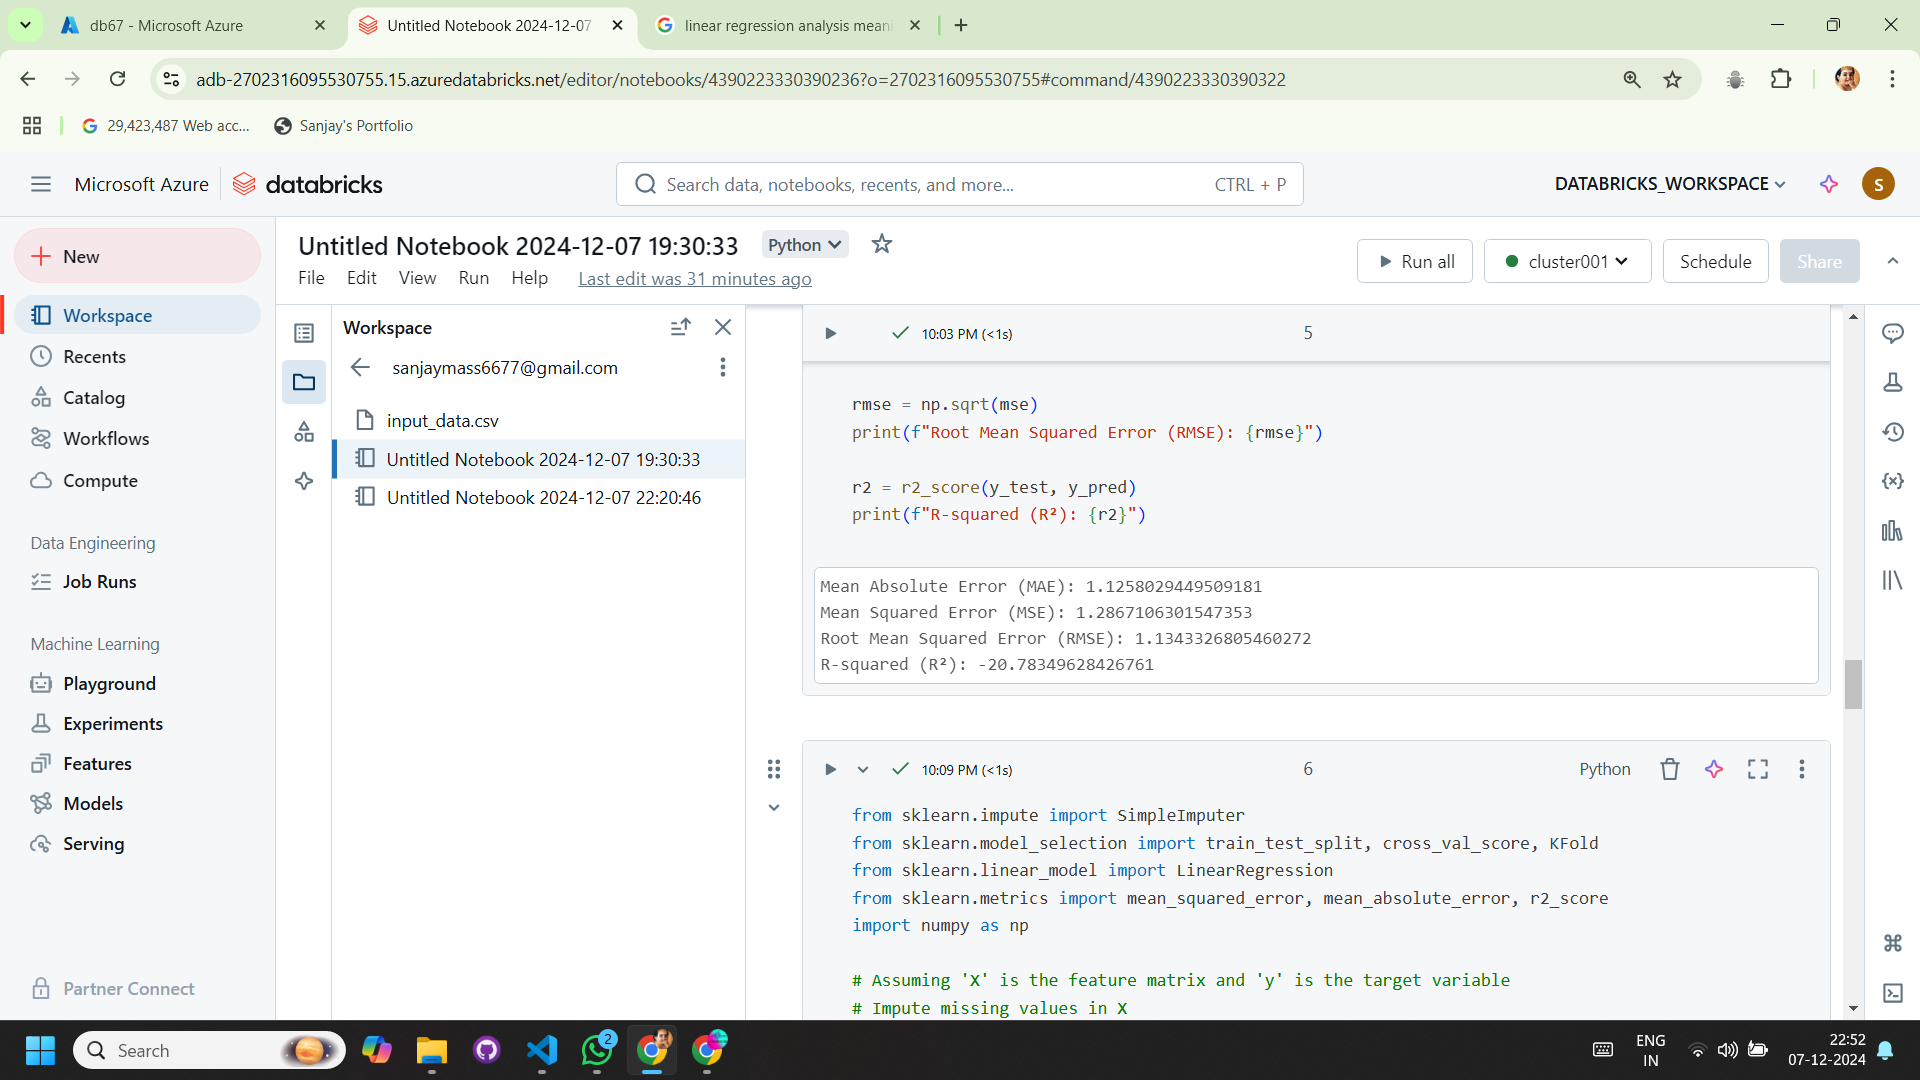 db67 - Microsoft Azure
Untitled Notebook 2024-12-07
linear regression analysis meani
adb-2702316095530755.15.azuredatabricks.net/editor/notebooks/4390223330390236?o=2702316095530755#command/4390223330390322
29,423,487 Web acc...
Sanjay's Portfolio
Microsoft Azure
databricks
Search data, notebooks, recents, and more...
CTRL + P
DATABRICKS_WORKSPACE
S
New
Workspace
Recents
Catalog
Workflows
Compute
Data Engineering
Job Runs
Machine Learning
Playground
Experiments
Features
Models
Serving
Partner Connect
Untitled Notebook 2024-12-07 19:30:33
Python
File Edit View Run Help Last edit was 31 minutes ago
Run all
cluster001
Schedule
Share
Workspace
sanjaymass6677@gmail.com
input_data.csv
Untitled Notebook 2024-12-07 19:30:33
Untitled Notebook 2024-12-07 22:20:46
10:03 PM (<1s)
5
rmse = np.sqrt(mse)
print(f"Root Mean Squared Error (RMSE): {rmse}")
r2 = r2_score(y_test, y_pred)
print(f"R-squared (R²): {r2}")
Mean Absolute Error (MAE): 1.1258029449509181
Mean Squared Error (MSE): 1.2867106301547353
Root Mean Squared Error (RMSE): 1.1343326805460272
R-squared (R²): -20.78349628426761
10:09 PM (<1s)
6
Python
from sklearn.impute import SimpleImputer
from sklearn.model_selection import train_test_split, cross_val_score, KFold
from sklearn.linear_model import LinearRegression
from sklearn.metrics import mean_squared_error, mean_absolute_error, r2_score
import numpy as np
# Assuming 'X' is the feature matrix and 'y' is the target variable
# Impute missing values in X
Search
2
ENG
IN
22:52
07-12-2024